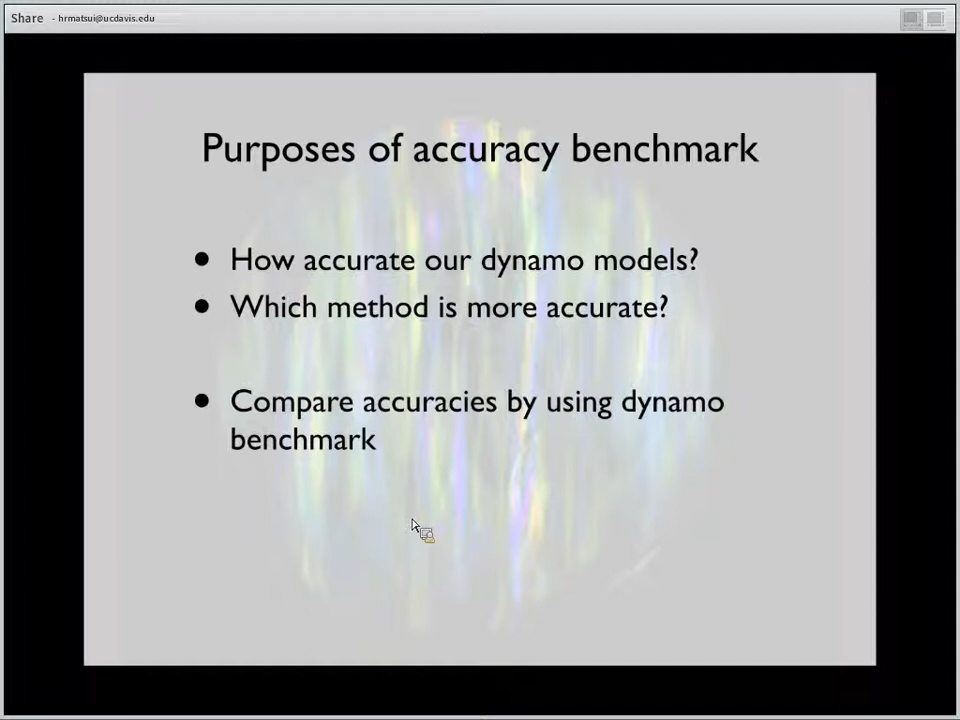 Share - hrmatsui@ucdavis.edu
Purposes of accuracy benchmark
• How accurate our dynamo models?
• Which method is more accurate?
• Compare accuracies by using dynamo
benchmark